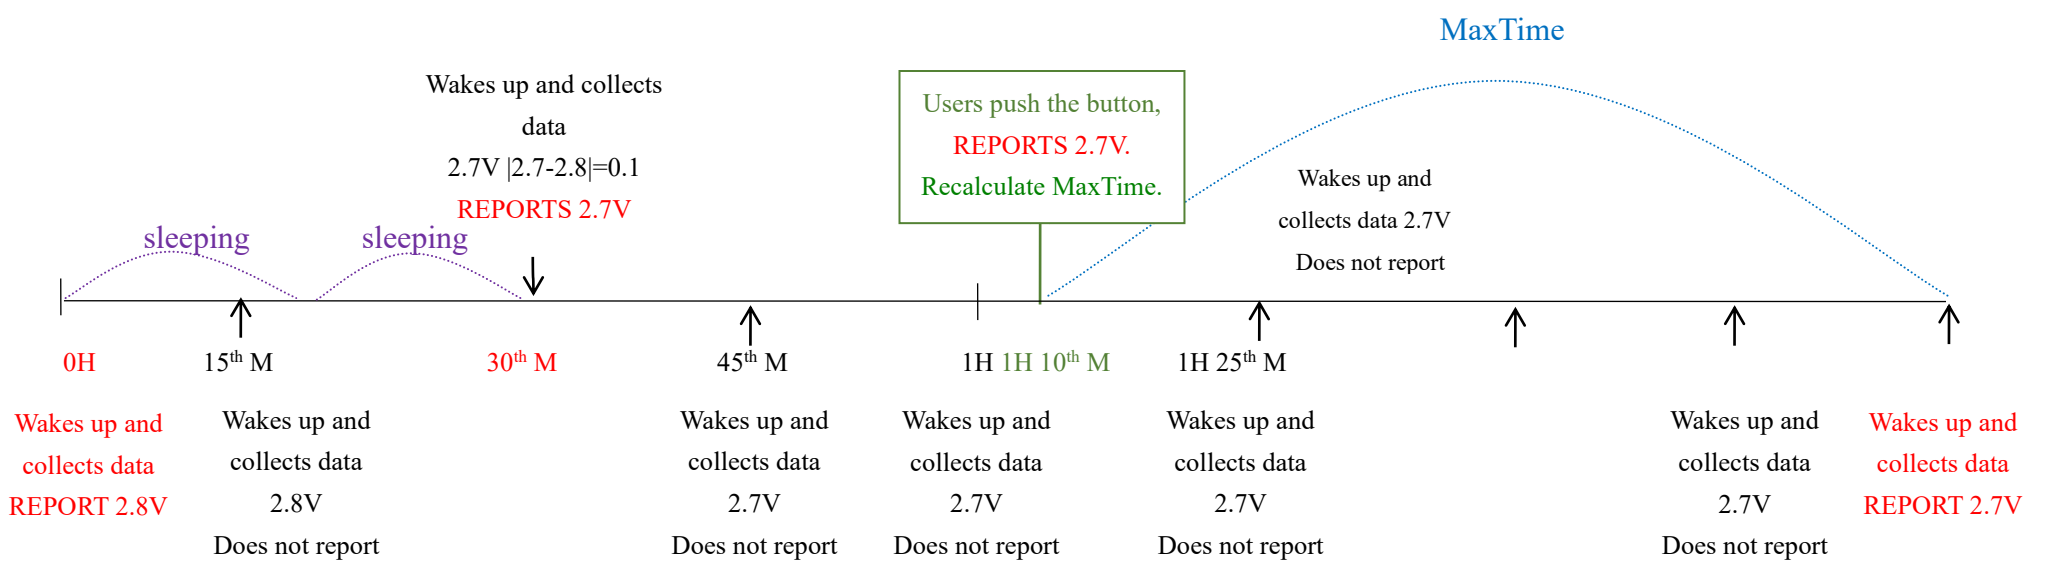 MaxTime
Wakes up and collects
data
2.7V |2.7-2.8|=0.1
REPORTS 2.7V
Users push the button,
REPORTS 2.7V.
Recalculate MaxTime.
Wakes up and
collects data 2.7V
Does not report
sleeping
sleeping
0H
15th M
30th M
45th M
1H
1H 10th M
1H 25th M
Wakes up and
collects data
REPORT 2.8V
Wakes up and
collects data
2.8V
Does not report
Wakes up and
collects data
2.7V
Does not report
Wakes up and
collects data
2.7V
Does not report
Wakes up and
collects data
2.7V
Does not report
Wakes up and
collects data
2.7V
Does not report
Wakes up and
collects data
REPORT 2.7V